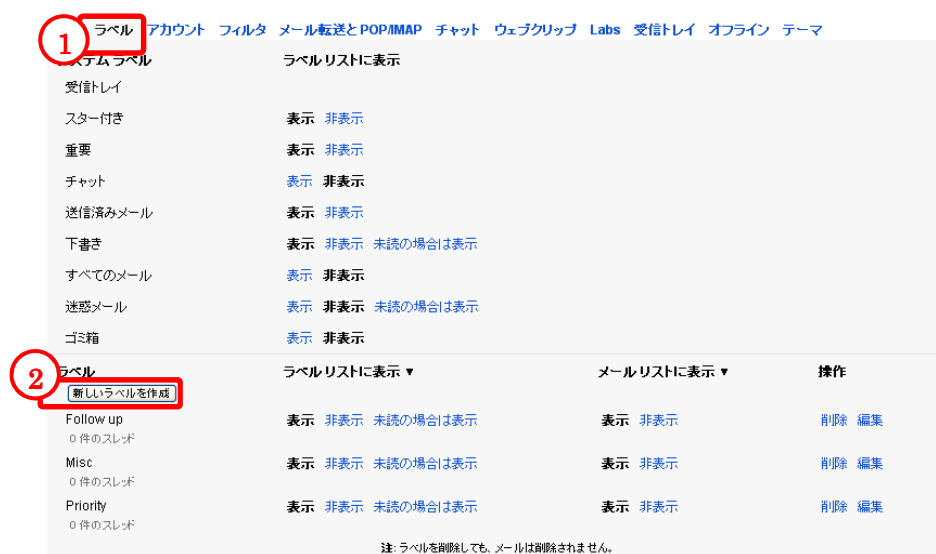 1
ラベル アカウント フィルタ メール転送とPOP/IMAP チャット ウェブクリップ Labs 受信トレイ オフライン テーマ
システム ラベル ラベル リストに表示
受信トレイ
スター付き 表示 非表示
重要 表示 非表示
チャット 表示 非表示
送信済みメール 表示 非表示
下書き 表示 非表示 未読の場合は表示
すべてのメール 表示 非表示
迷惑メール 表示 非表示 未読の場合は表示
ゴミ箱 表示 非表示
2
ラベル ラベル リストに表示 ▼ メール リストに表示 ▼ 操作
新しいラベルを作成
Follow up 表示 非表示 未読の場合は表示 表示 非表示 削除 編集
0 件のスレッド
Misc 表示 非表示 未読の場合は表示 表示 非表示 削除 編集
0 件のスレッド
Priority 表示 非表示 未読の場合は表示 表示 非表示 削除 編集
0 件のスレッド
注: ラベルを削除しても、メールは削除されません。